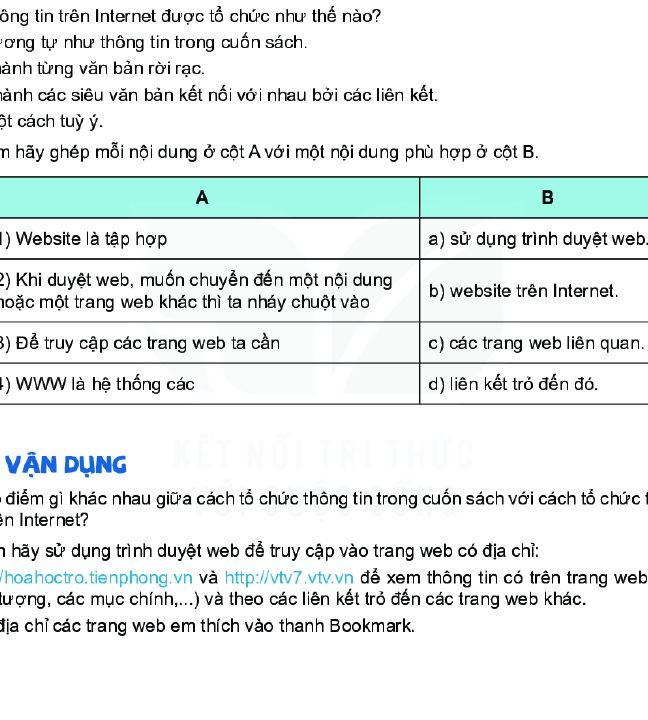 ông tin trên Internet được tổ chức như thế nào?
ương tự như thông tin trong cuốn sách.
ành từng văn bản rời rạc.
ành các siêu văn bản kết nối với nhau bởi các liên kết.
ột cách tuỳ ý.
m hãy ghép mỗi nội dung ở cột A với một nội dung phù hợp ở cột B.
A B
1) Website là tập hợp a) sử dụng trình duyệt web.
2) Khi duyệt web, muốn chuyển đến một nội dung
hoặc một trang web khác thì ta nháy chuột vào b) website trên Internet.
3) Để truy cập các trang web ta cần c) các trang web liên quan.
4) WWW là hệ thống các d) liên kết trỏ đến đó.
KẾT NỐI TRI THỨC
VỚI CUỘC SỐNG
VẬN DỤNG
điểm gì khác nhau giữa cách tổ chức thông tin trong cuốn sách với cách tổ chức t
ên Internet?
m hãy sử dụng trình duyệt web để truy cập vào trang web có địa chỉ:
/hoahoctro.tienphong.vn và http://vtv7.vtv.vn để xem thông tin có trên trang web
tượng, các mục chính,...) và theo các liên kết trỏ đến các trang web khác.
địa chỉ các trang web em thích vào thanh Bookmark.